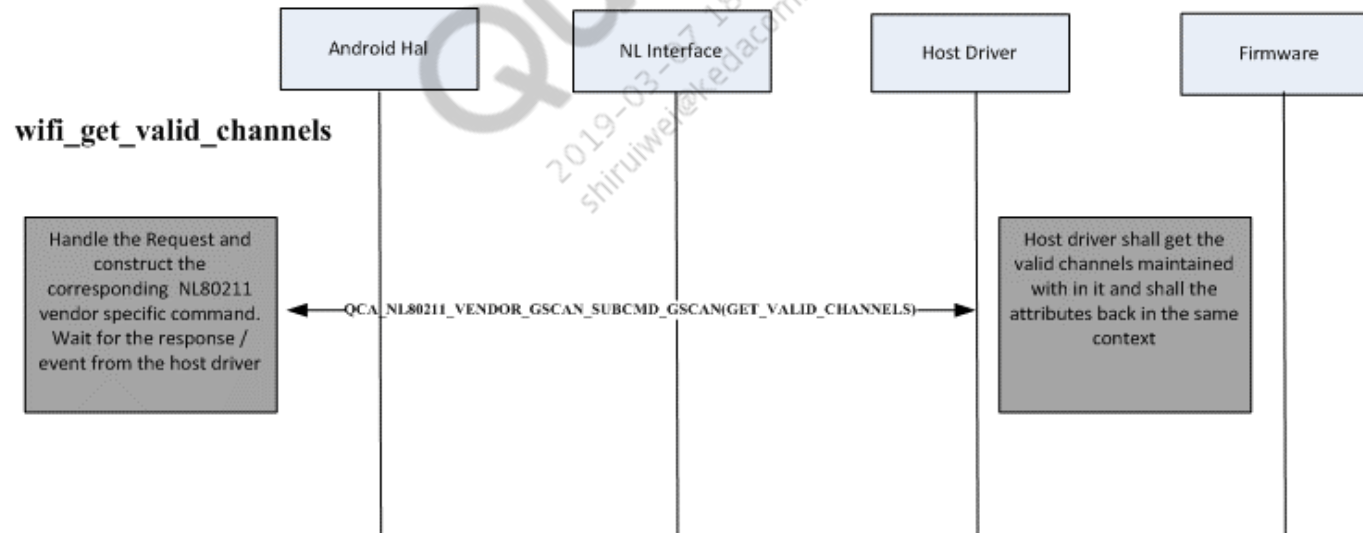 Android Hal
NL Interface
Host Driver
Firmware
2019-03-07 18
shiruiwei@kedacom
wifi_get_valid_channels
Handle the Request and
construct the
corresponding NL80211
vendor specific command.
Wait for the response /
event from the host driver
QCA_NL80211_VENDOR_GSCAN_SUBCMD_GSCAN(GET_VALID_CHANNELS)
Host driver shall get the
valid channels maintained
with in it and shall the
attributes back in the same
context